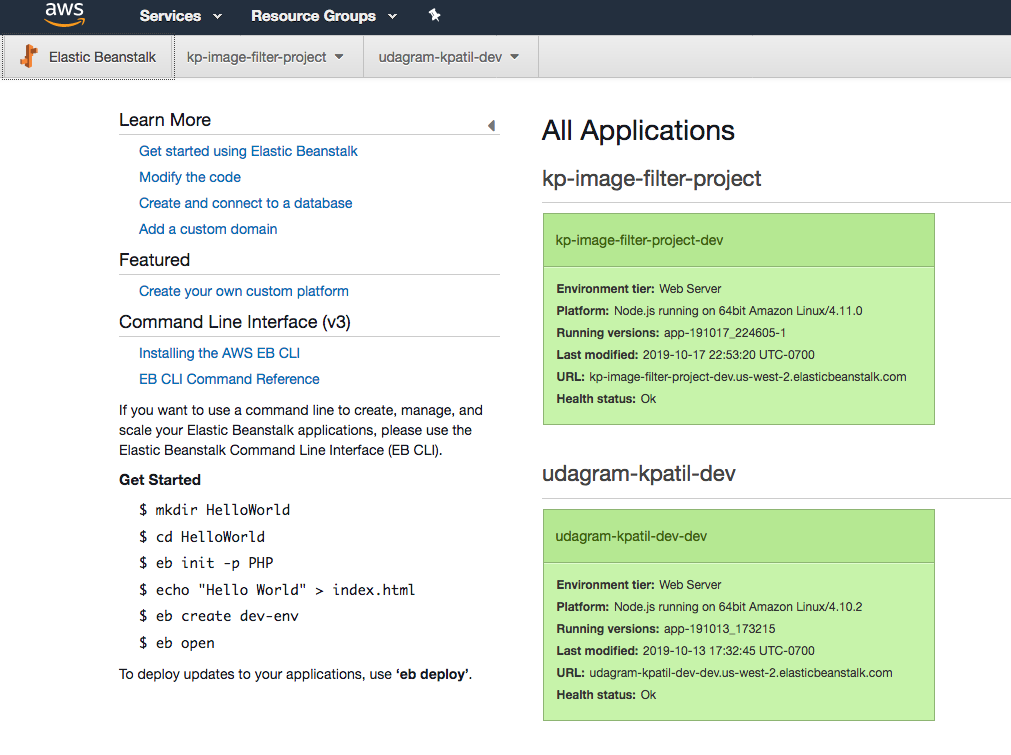 aws
Services
Resource Groups
Elastic Beanstalk
kp-image-filter-project
udagram-kpatil-dev
Learn More
Get started using Elastic Beanstalk
Modify the code
Create and connect to a database
Add a custom domain
Featured
Create your own custom platform
Command Line Interface (v3)
Installing the AWS EB CLI
EB CLI Command Reference
If you want to use a command line to create, manage, and
scale your Elastic Beanstalk applications, please use the
Elastic Beanstalk Command Line Interface (EB CLI).
Get Started
$ mkdir HelloWorld
$ cd HelloWorld
$ eb init -p PHP
$ echo "Hello World" > index.html
$ eb create dev-env
$ eb open
To deploy updates to your applications, use ‘eb deploy’.
All Applications
kp-image-filter-project
kp-image-filter-project-dev
Environment tier: Web Server
Platform: Node.js running on 64bit Amazon Linux/4.11.0
Running versions: app-191017_224605-1
Last modified: 2019-10-17 22:53:20 UTC-0700
URL: kp-image-filter-project-dev.us-west-2.elasticbeanstalk.com
Health status: Ok
udagram-kpatil-dev
udagram-kpatil-dev-dev
Environment tier: Web Server
Platform: Node.js running on 64bit Amazon Linux/4.10.2
Running versions: app-191013_173215
Last modified: 2019-10-13 17:32:45 UTC-0700
URL: udagram-kpatil-dev-dev.us-west-2.elasticbeanstalk.com
Health status: Ok